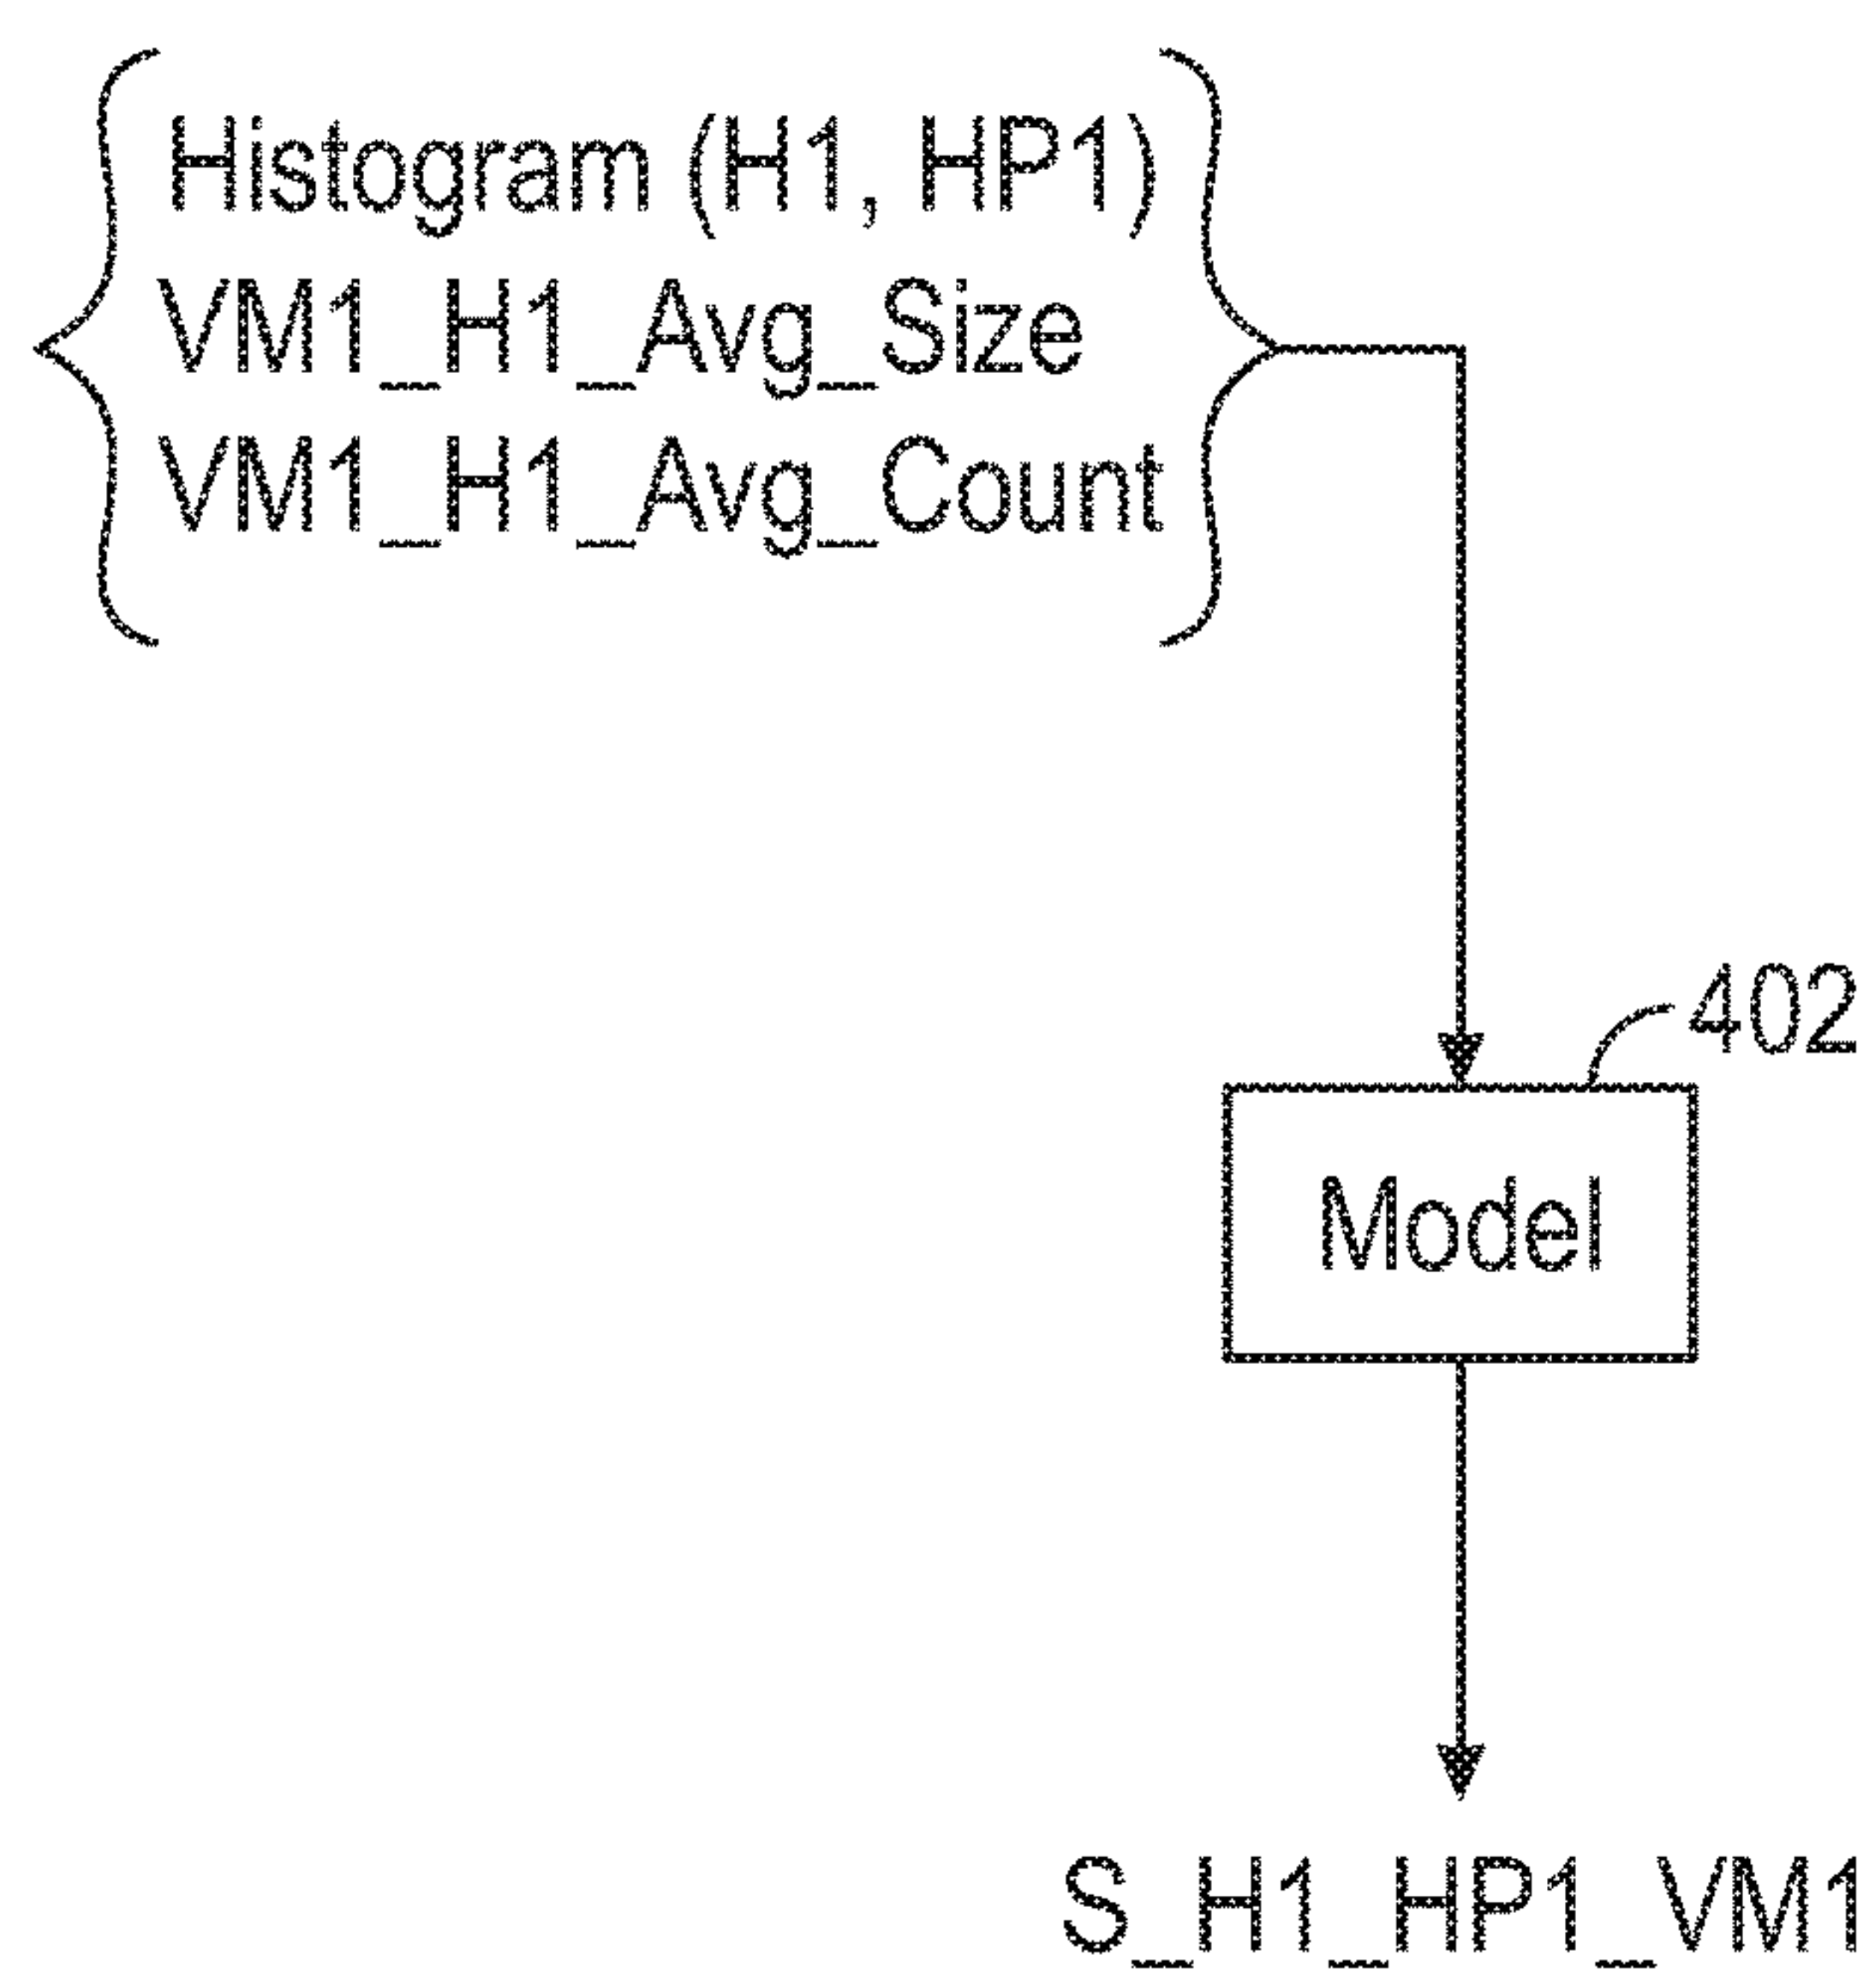 Histogram (H1, HP1)
VM1_H1_Avg_Size
VM1_H1_Avg_Count
402
Model
S_H1_HP1_VM1